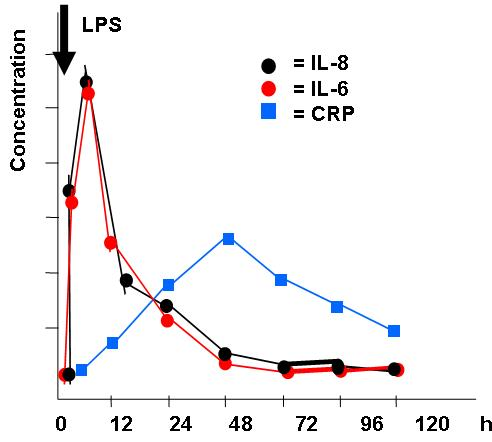 LPS
= IL-8
= IL-6
= CRP
Concentration
0 12 24 48 72 96 120 h